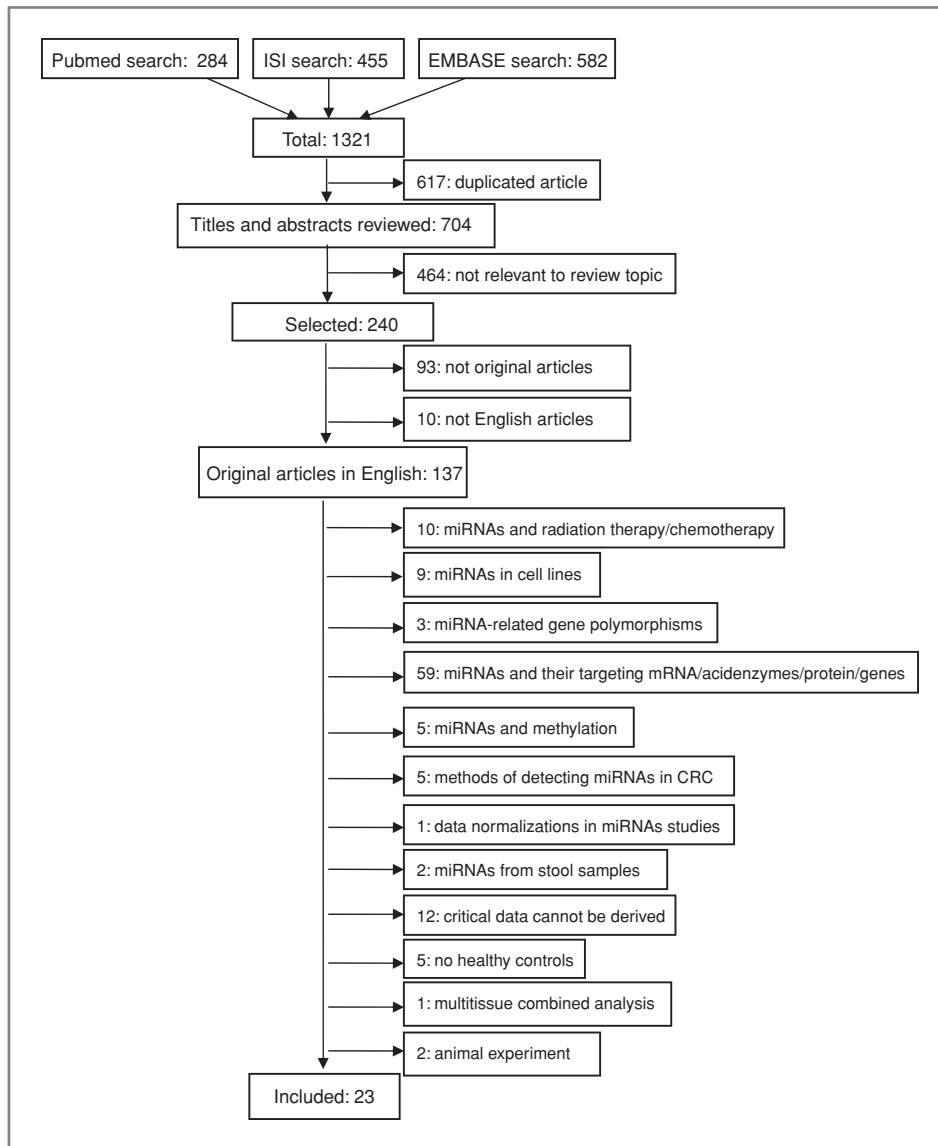 Pubmed search: 284
ISI search: 455
EMBASE search: 582
Total: 1321
617: duplicated article
Titles and abstracts reviewed: 704
464: not relevant to review topic
Selected: 240
93: not original articles
10: not English articles
Original articles in English: 137
10: miRNAs and radiation therapy/chemotherapy
9: miRNAs in cell lines
3: miRNA-related gene polymorphisms
59: miRNAs and their targeting mRNA/acidenzymes/protein/genes
5: miRNAs and methylation
5: methods of detecting miRNAs in CRC
1: data normalizations in miRNAs studies
2: miRNAs from stool samples
12: critical data cannot be derived
5: no healthy controls
1: multitissue combined analysis
2: animal experiment
Included: 23